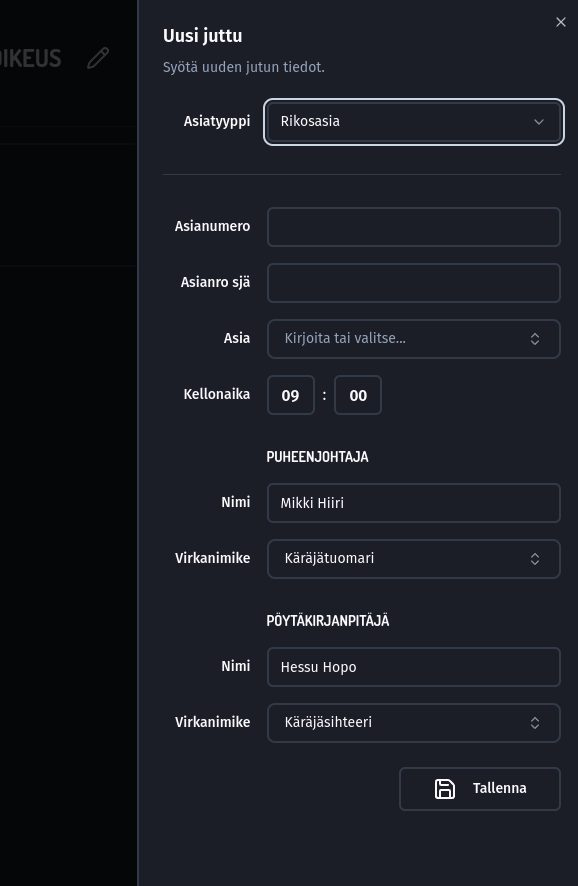 OIKEUS
Uusi juttu
Syötä uuden jutun tiedot.
Asiatyyppi Rikosasia
Asianumero
Asianro sjä
Asia Kirjoita tai valitse...
Kellonaika 09 : 00
PUHEENJOHTAJA
Nimi Mikki Hiiri
Virkanimike Käräjätuomari
PÖYTÄKIRJANPITÄJÄ
Nimi Hessu Hopo
Virkanimike Käräjäsihteeri
Tallenna